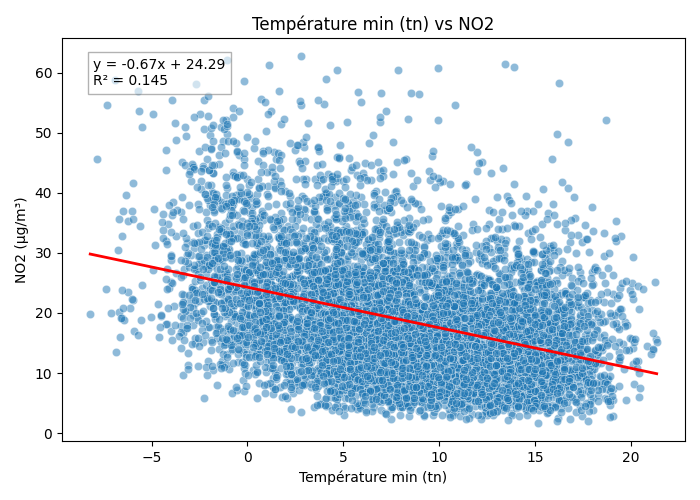 Température min (tn) vs NO2
y = -0.67x + 24.29
R² = 0.145
NO2 (µg/m³)
60
50
40
30
20
10
0
−5
0
5
10
15
20
Température min (tn)